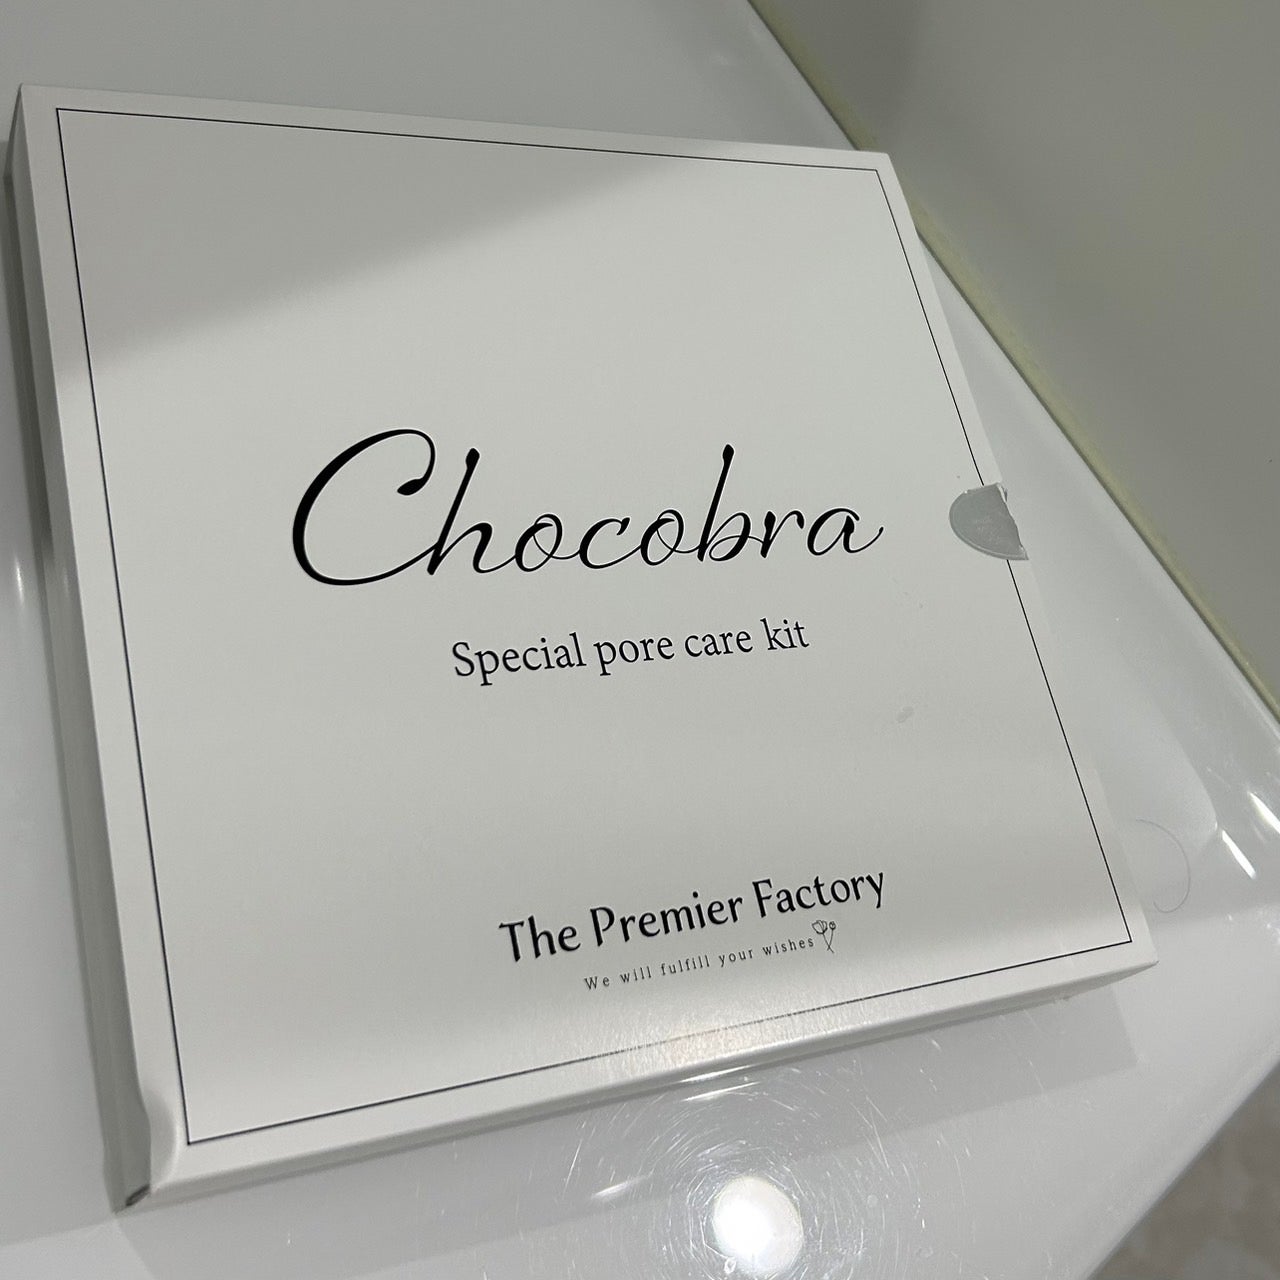 Chocobra
Special pore care kit
The Premier Factory
We will fulfill your wishes